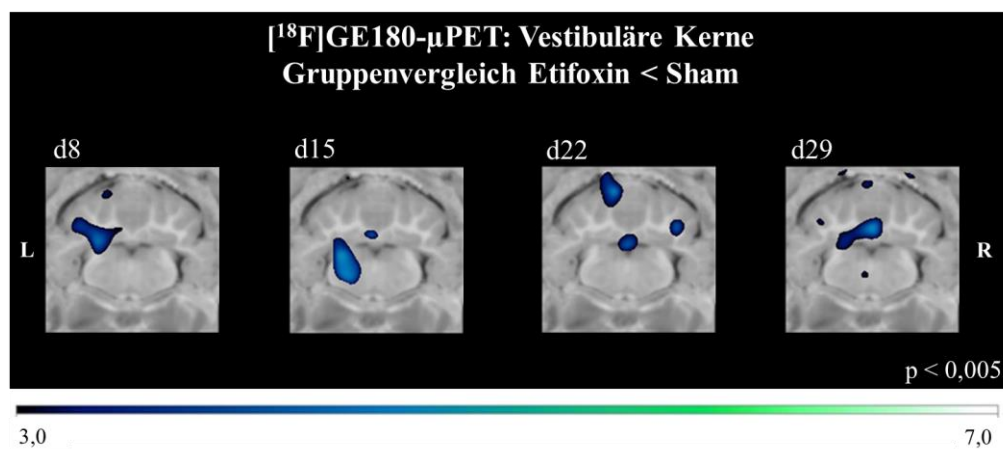 [¹⁸F]GE180-µPET: Vestibuläre Kerne
Gruppenvergleich Etifoxin < Sham
d8
d15
d22
d29
L
R
p < 0,005
3,0
7,0